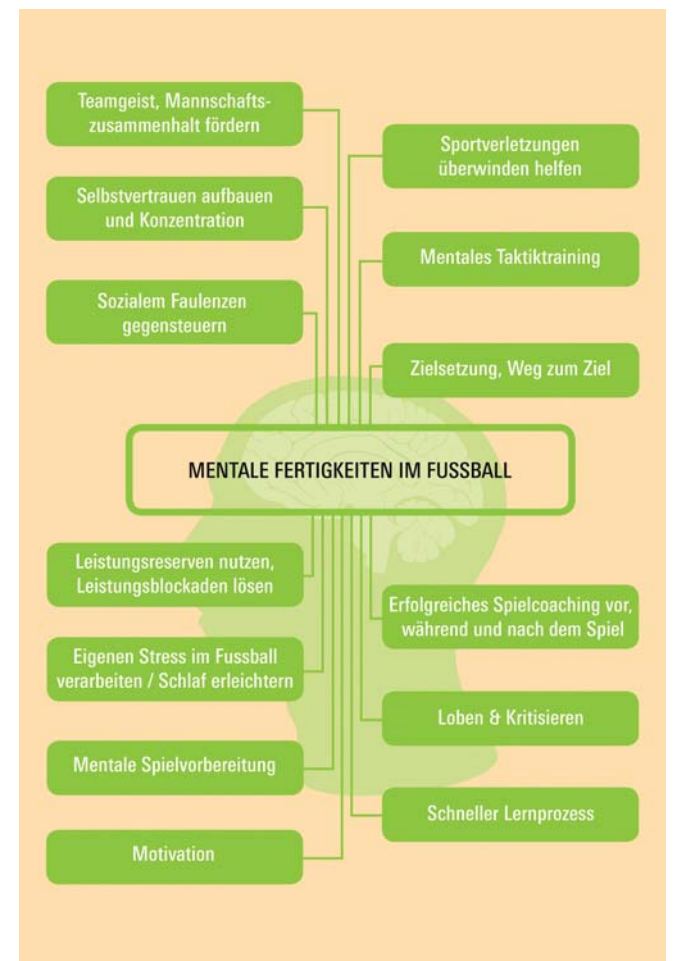 Teamgeist, Mannschafts-
zusammenhalt fördern
Selbstvertrauen aufbauen
und Konzentration
Sozialem Faulenzen
gegensteuern
Sportverletzungen
überwinden helfen
Mentales Taktiktraining
Zielsetzung, Weg zum Ziel
MENTALE FERTIGKEITEN IM FUSSBALL
Leistungsreserven nutzen,
Leistungsblockaden lösen
Eigenen Stress im Fussball
verarbeiten / Schlaf erleichtern
Mentale Spielvorbereitung
Motivation
Erfolgreiches Spielcoaching vor,
während und nach dem Spiel
Loben & Kritisieren
Schneller Lernprozess